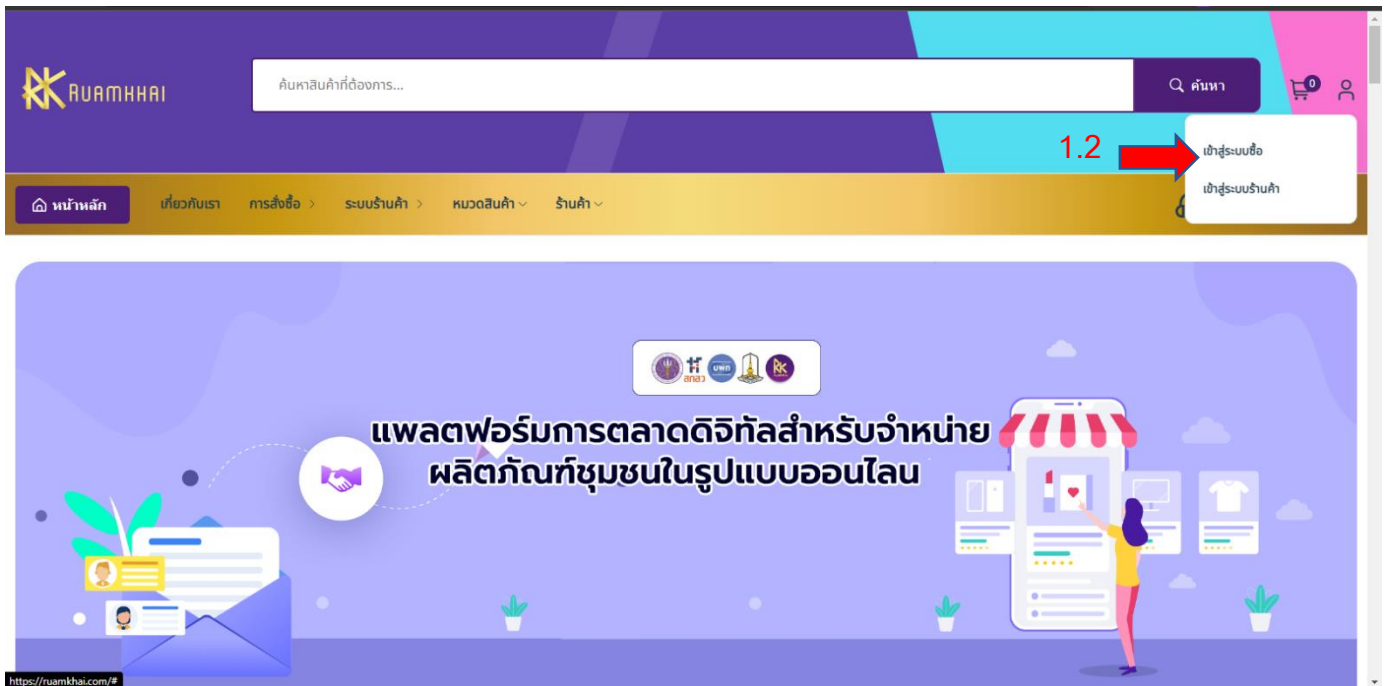 RUAMKHAI
ค้นหาสินค้าที่ต้องการ...
ค้นหา
0
1.2
เข้าสู่ระบบซื้อ
เข้าสู่ระบบร้านค้า
หน้าหลัก
เกี่ยวกับเรา
การสั่งซื้อ
ระบบร้านค้า
หมวดสินค้า
ร้านค้า
สกสว
บพท
RK
แพลตฟอร์มการตลาดดิจิทัลสำหรับจำหน่าย
ผลิตภัณฑ์ชุมชนในรูปแบบออนไลน
https://ruamkhai.com/#